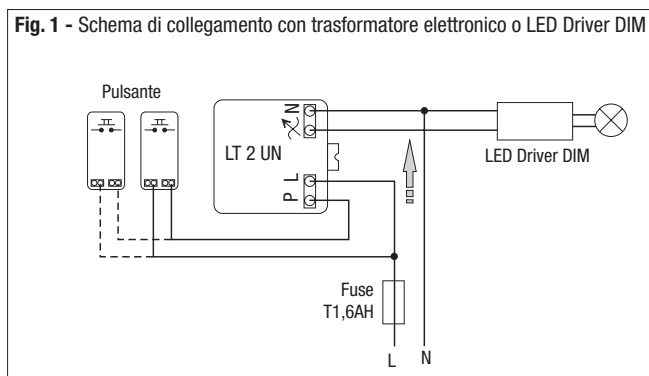 Fig. 1 - Schema di collegamento con trasformatore elettronico o LED Driver DIM
Pulsante
N
LT 2 UN
L
P
LED Driver DIM
Fuse
T1,6AH
L
N